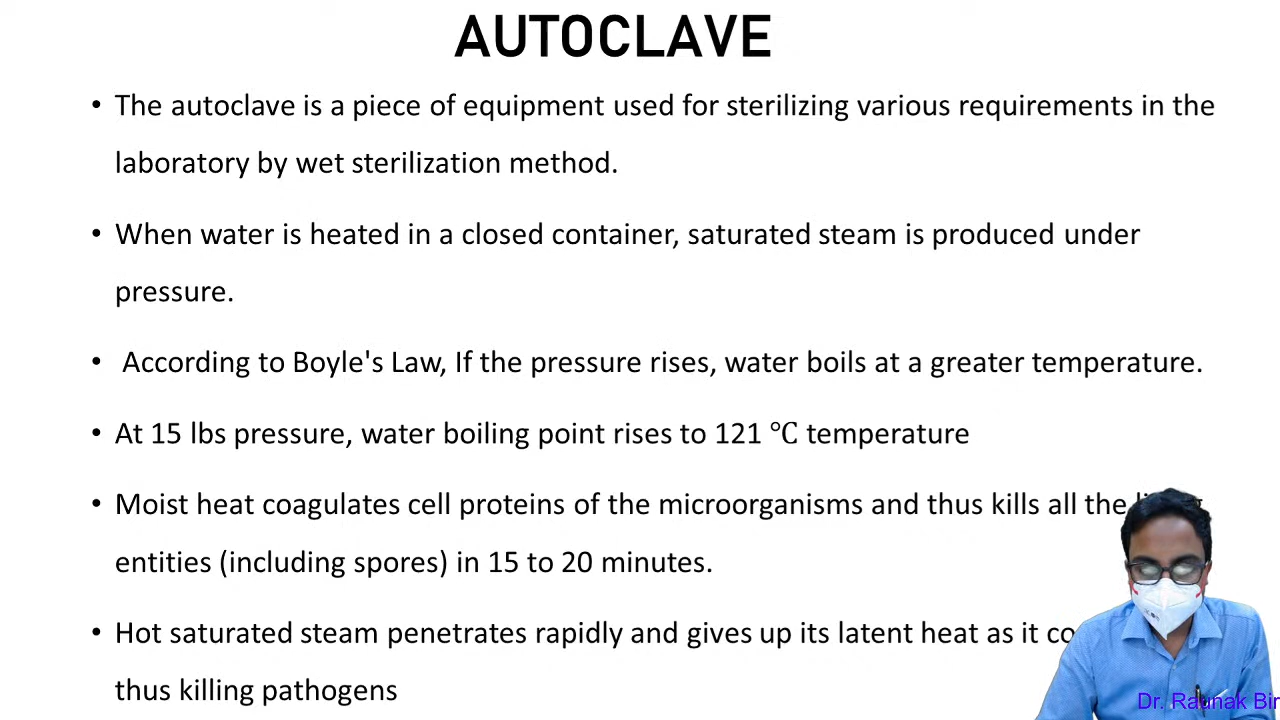 AUTOCLAVE
• The autoclave is a piece of equipment used for sterilizing various requirements in the
laboratory by wet sterilization method.
• When water is heated in a closed container, saturated steam is produced under
pressure.
• According to Boyle's Law, If the pressure rises, water boils at a greater temperature.
• At 15 lbs pressure, water boiling point rises to 121 ℃ temperature
• Moist heat coagulates cell proteins of the microorganisms and thus kills all the
entities (including spores) in 15 to 20 minutes.
• Hot saturated steam penetrates rapidly and gives up its latent heat as it
thus killing pathogens
Dr. Raunak